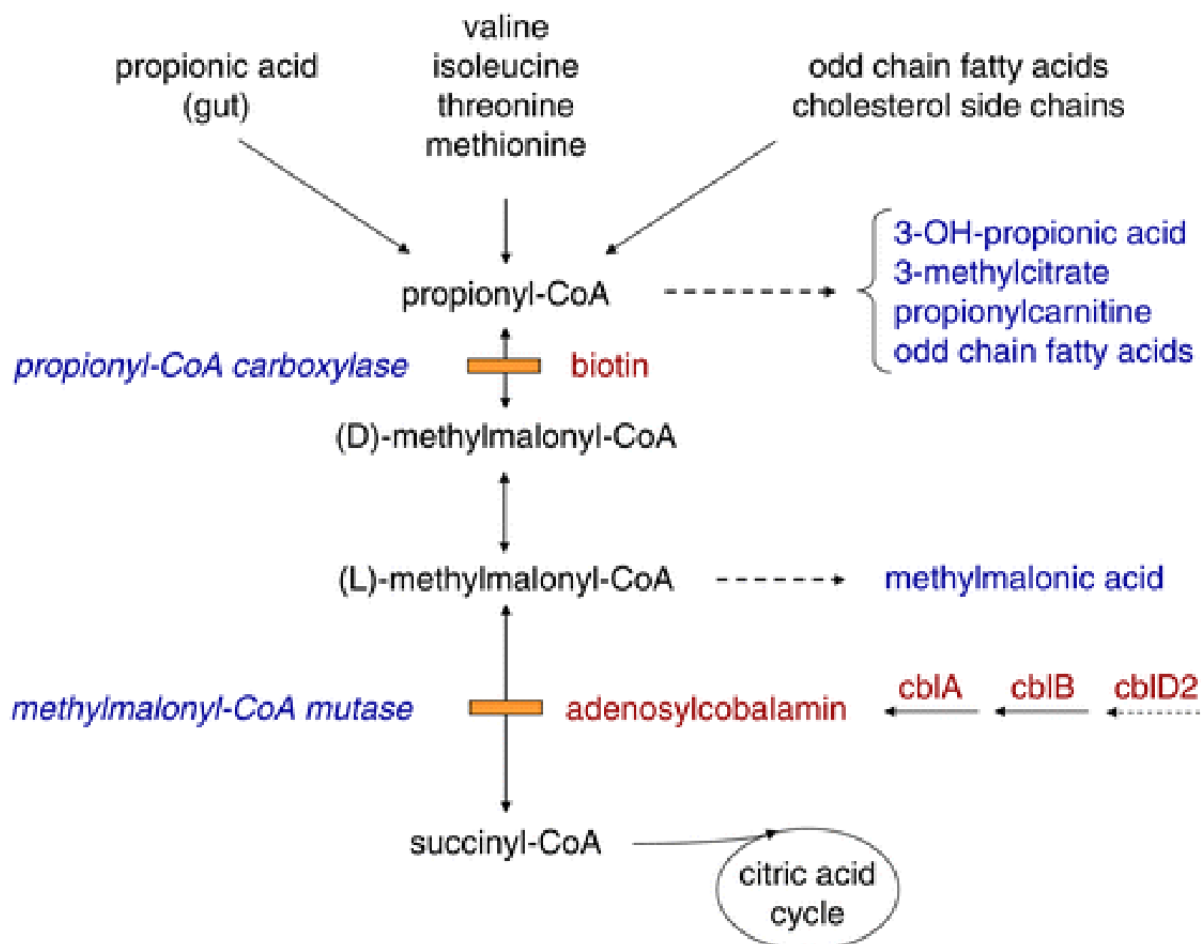 propionic acid
(gut)
valine
isoleucine
threonine
methionine
odd chain fatty acids
cholesterol side chains
propionyl-CoA
3-OH-propionic acid
3-methylcitrate
propionylcarnitine
odd chain fatty acids
propionyl-CoA carboxylase
biotin
(D)-methylmalonyl-CoA
(L)-methylmalonyl-CoA
methylmalonic acid
methylmalonyl-CoA mutase
adenosylcobalamin
cblA
cblB
cblD2
succinyl-CoA
citric acid
cycle